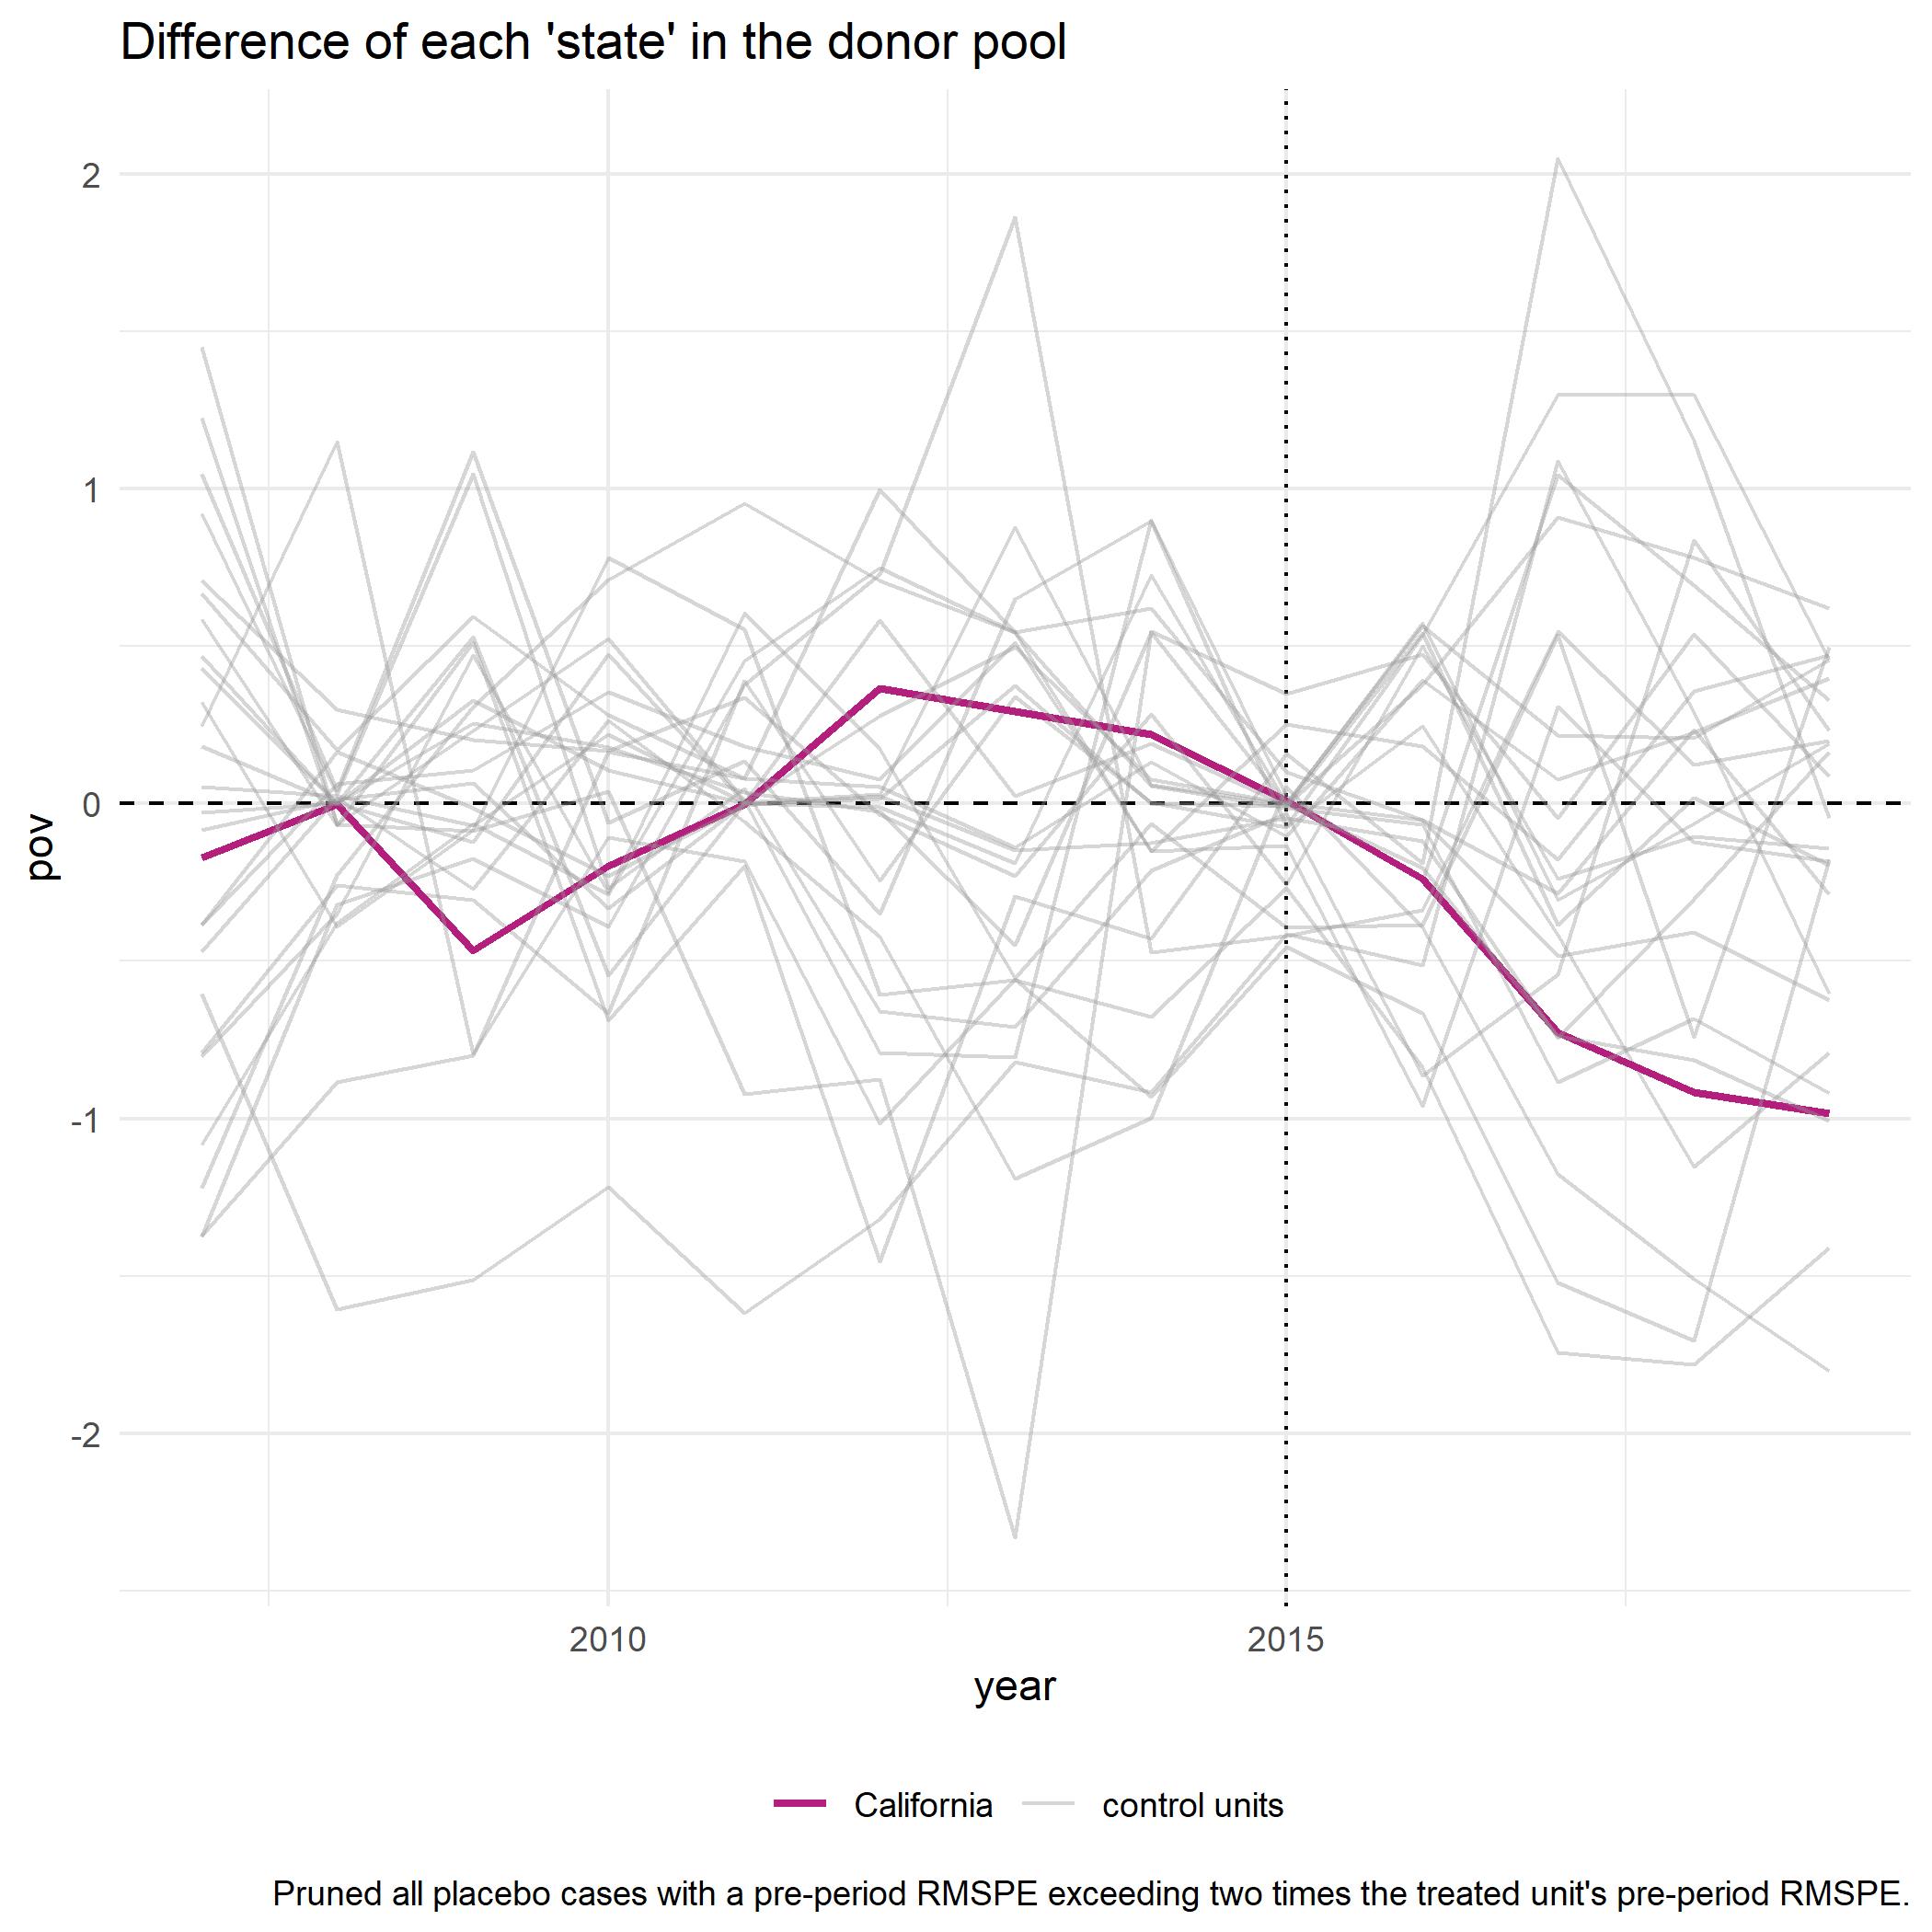 Difference of each 'state' in the donor pool
2
1
0
-1
-2
pov
2010 2015
year
California control units
Pruned all placebo cases with a pre-period RMSPE exceeding two times the treated unit's pre-period RMSPE.